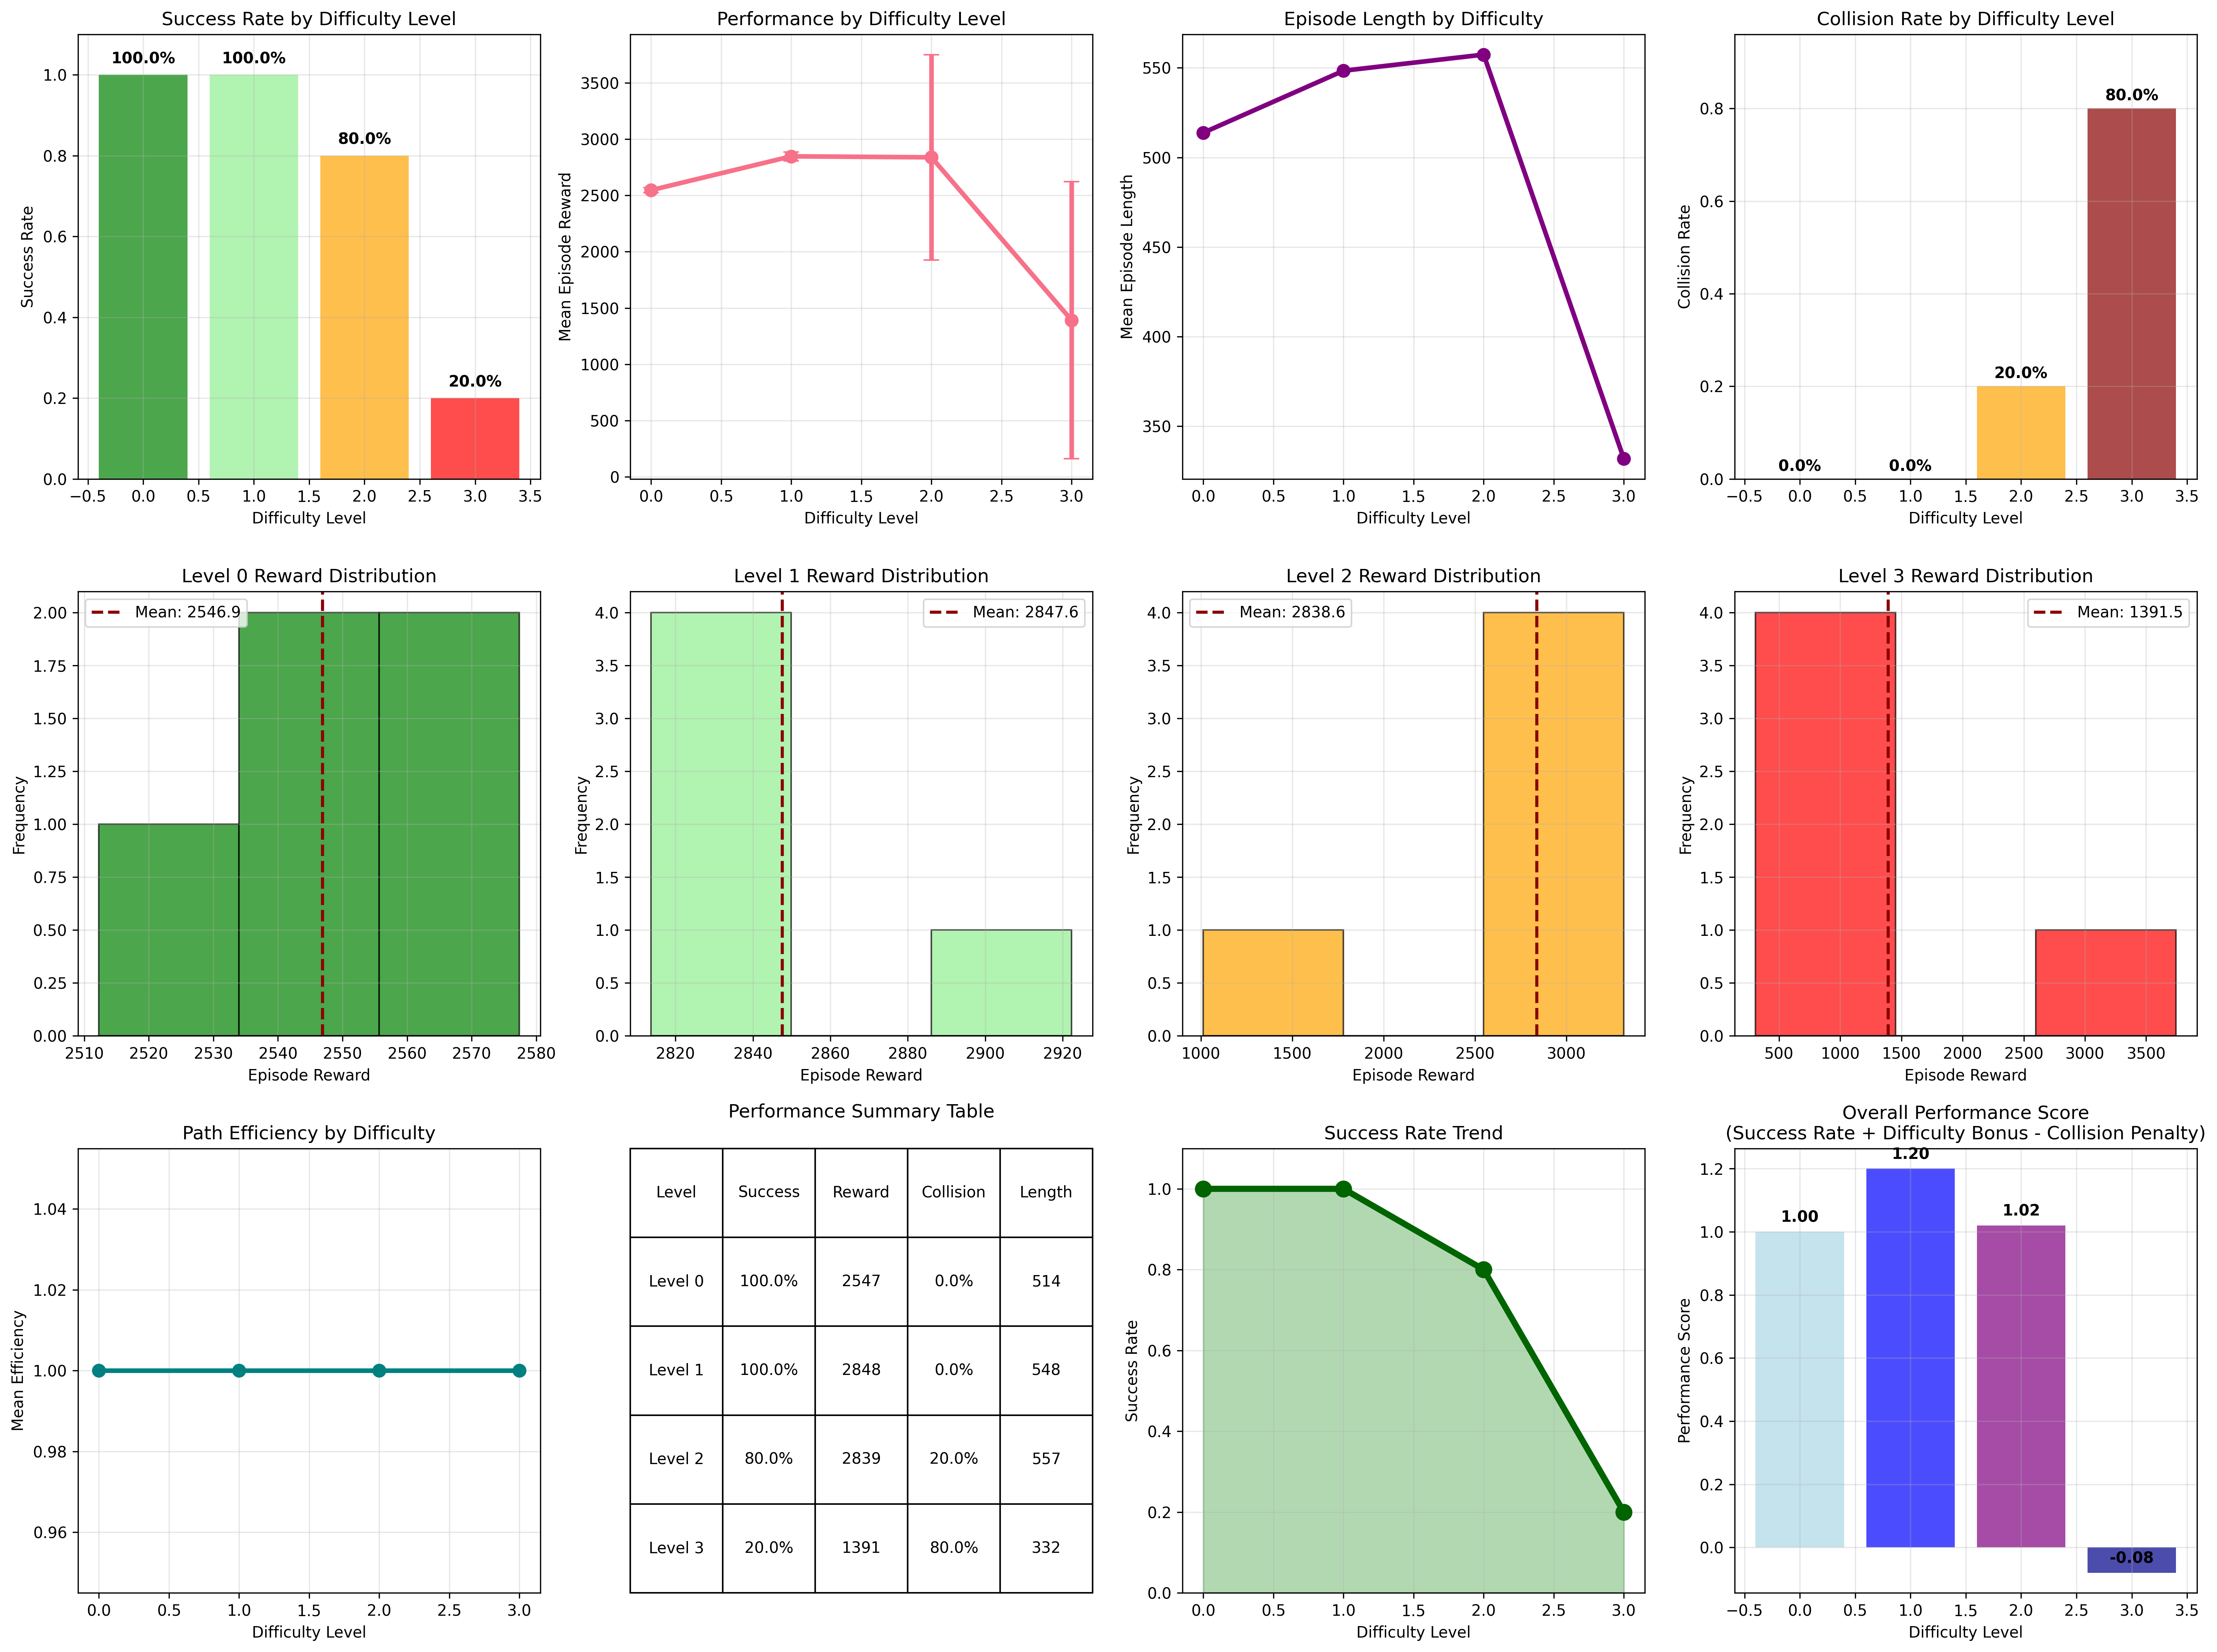 Success Rate by Difficulty Level
100.0%
100.0%
80.0%
20.0%
1.0
0.8
0.6
0.4
0.2
0.0
Success Rate
−0.5 0.0 0.5 1.0 1.5 2.0 2.5 3.0 3.5
Difficulty Level
Performance by Difficulty Level
3500
3000
2500
2000
1500
1000
500
0
Mean Episode Reward
0.0 0.5 1.0 1.5 2.0 2.5 3.0
Difficulty Level
Episode Length by Difficulty
550
500
450
400
350
Mean Episode Length
0.0 0.5 1.0 1.5 2.0 2.5 3.0
Difficulty Level
Collision Rate by Difficulty Level
80.0%
20.0%
0.0%
0.0%
0.8
0.6
0.4
0.2
0.0
Collision Rate
−0.5 0.0 0.5 1.0 1.5 2.0 2.5 3.0 3.5
Difficulty Level
Level 0 Reward Distribution
Mean: 2546.9
2.00
1.75
1.50
1.25
1.00
0.75
0.50
0.25
0.00
Frequency
2510 2520 2530 2540 2550 2560 2570 2580
Episode Reward
Level 1 Reward Distribution
Mean: 2847.6
4.0
3.5
3.0
2.5
2.0
1.5
1.0
0.5
0.0
Frequency
2820 2840 2860 2880 2900 2920
Episode Reward
Level 2 Reward Distribution
Mean: 2838.6
4.0
3.5
3.0
2.5
2.0
1.5
1.0
0.5
0.0
Frequency
1000 1500 2000 2500 3000
Episode Reward
Level 3 Reward Distribution
Mean: 1391.5
4.0
3.5
3.0
2.5
2.0
1.5
1.0
0.5
0.0
Frequency
500 1000 1500 2000 2500 3000 3500
Episode Reward
Path Efficiency by Difficulty
1.04
1.02
1.00
0.98
0.96
Mean Efficiency
0.0 0.5 1.0 1.5 2.0 2.5 3.0
Difficulty Level
Performance Summary Table
Level Success Reward Collision Length
Level 0 100.0% 2547 0.0% 514
Level 1 100.0% 2848 0.0% 548
Level 2 80.0% 2839 20.0% 557
Level 3 20.0% 1391 80.0% 332
Success Rate Trend
1.0
0.8
0.6
0.4
0.2
0.0
Success Rate
0.0 0.5 1.0 1.5 2.0 2.5 3.0
Difficulty Level
Overall Performance Score
(Success Rate + Difficulty Bonus - Collision Penalty)
1.20
1.00
1.02
-0.08
1.2
1.0
0.8
0.6
0.4
0.2
0.0
Performance Score
−0.5 0.0 0.5 1.0 1.5 2.0 2.5 3.0 3.5
Difficulty Level